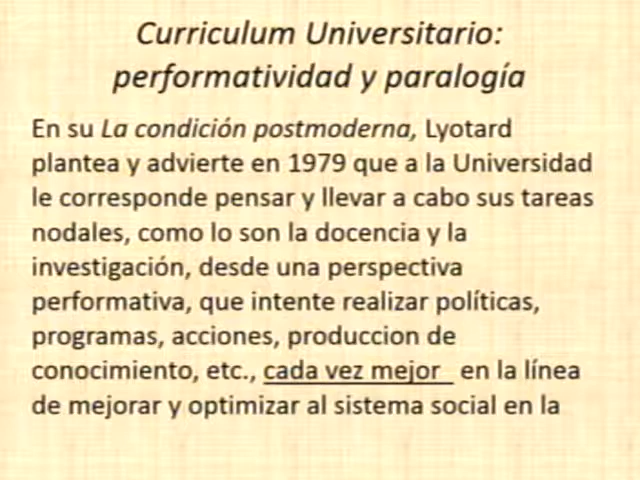 Curriculum Universitario:
performatividad y paralogía
En su La condición postmoderna, Lyotard
plantea y advierte en 1979 que a la Universidad
le corresponde pensar y llevar a cabo sus tareas
nodales, como lo son la docencia y la
investigación, desde una perspectiva
performativa, que intente realizar políticas,
programas, acciones, produccion de
conocimiento, etc., cada vez mejor en la línea
de mejorar y optimizar al sistema social en la